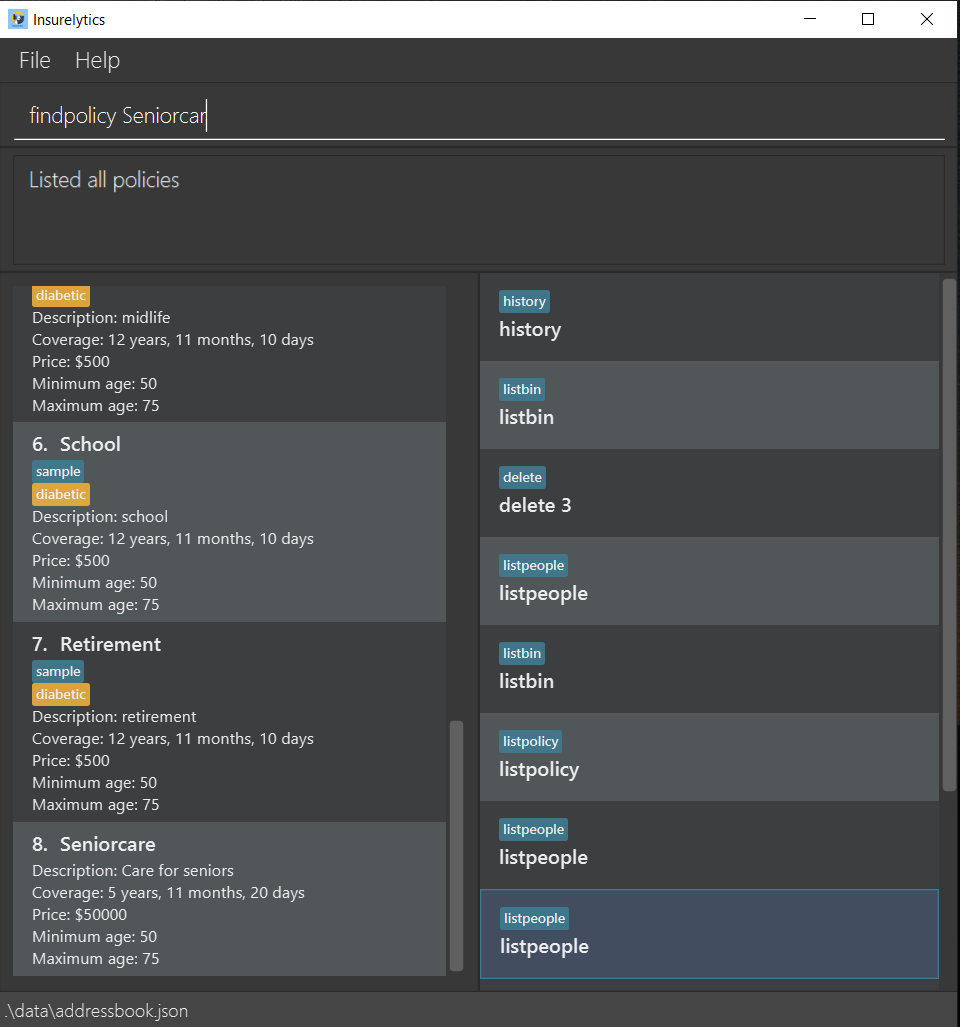 Insurelytics
File Help
findpolicy Seniorcar
Listed all policies
diabetic
Description: midlife
Coverage: 12 years, 11 months, 10 days
Price: $500
Minimum age: 50
Maximum age: 75
6. School
sample
diabetic
Description: school
Coverage: 12 years, 11 months, 10 days
Price: $500
Minimum age: 50
Maximum age: 75
7. Retirement
sample
diabetic
Description: retirement
Coverage: 12 years, 11 months, 10 days
Price: $500
Minimum age: 50
Maximum age: 75
8. Seniorcare
Description: Care for seniors
Coverage: 5 years, 11 months, 20 days
Price: $50000
Minimum age: 50
Maximum age: 75
history
history
listbin
listbin
delete
delete 3
listpeople
listpeople
listbin
listbin
listpolicy
listpolicy
listpeople
listpeople
listpeople
listpeople
.\data\addressbook.json